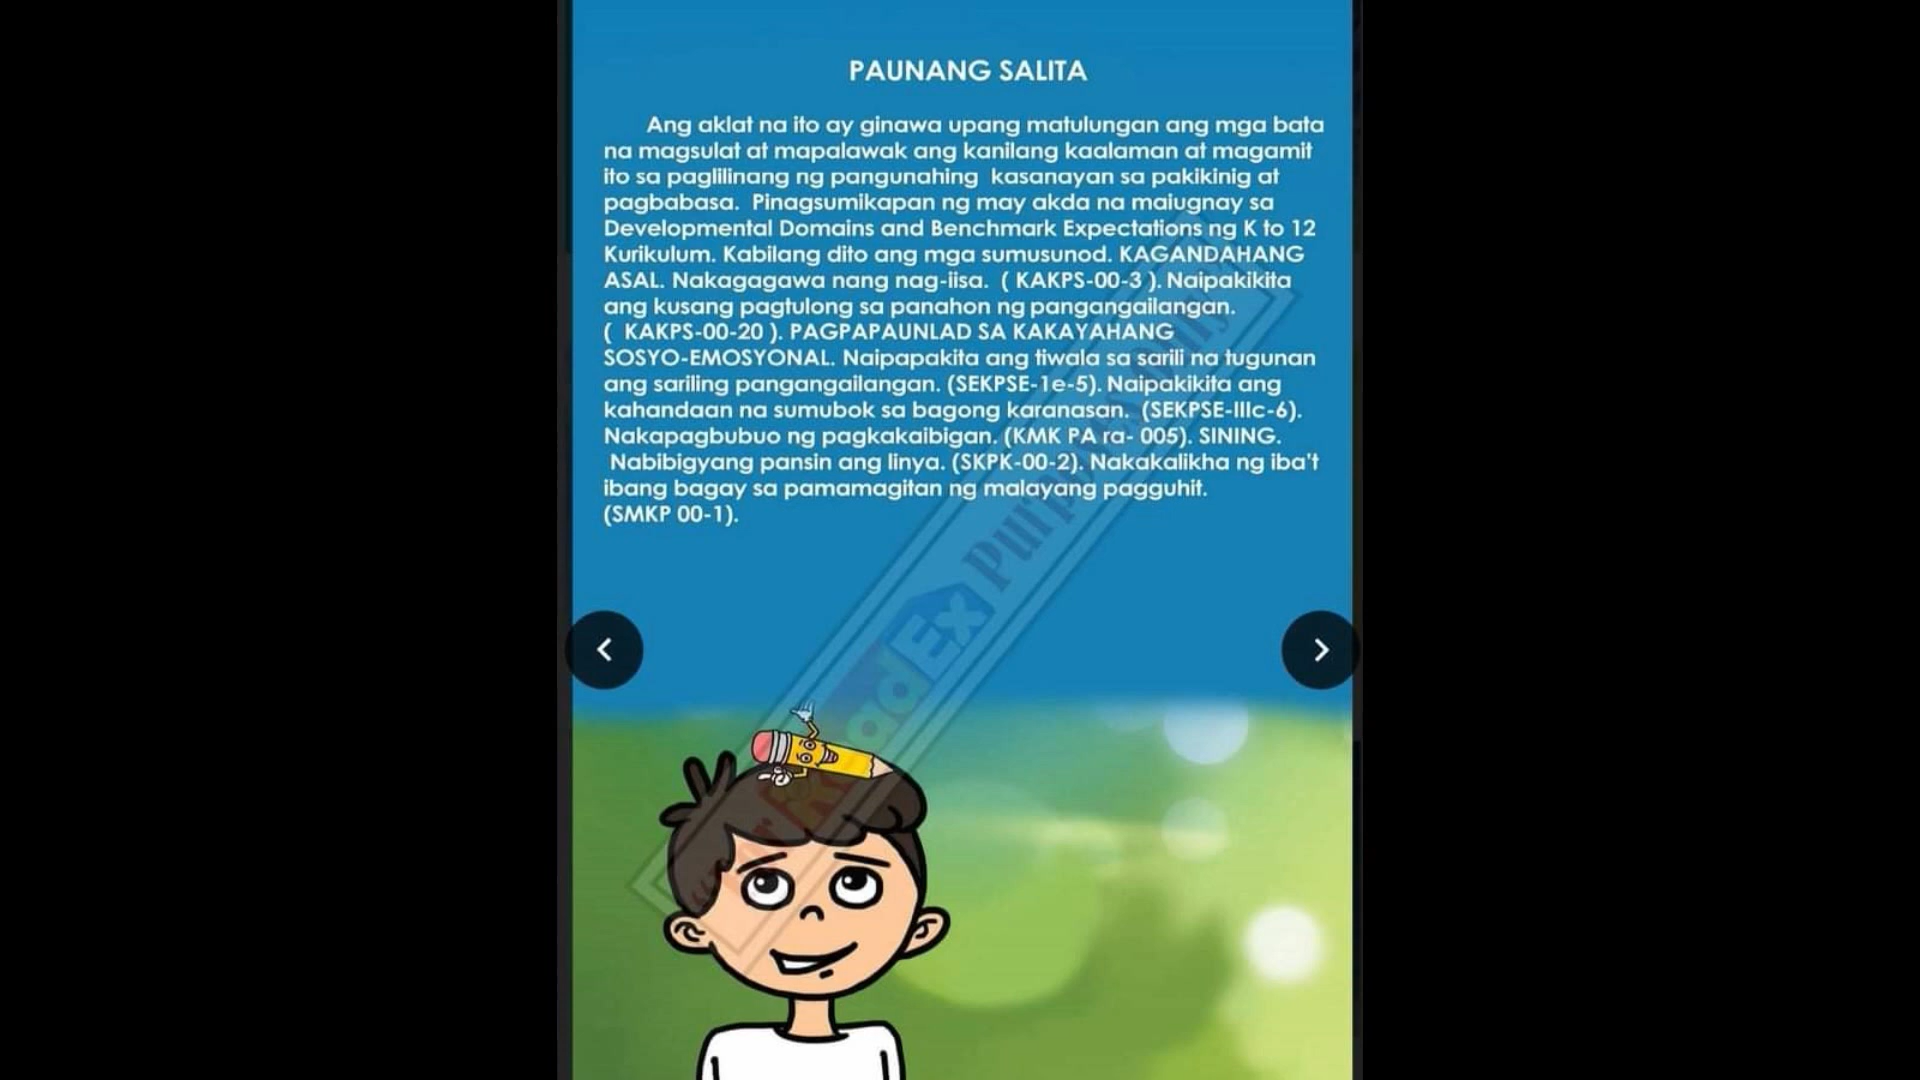 PAUNANG SALITA
Ang aklat na ito ay ginawa upang matulungan ang mga bata
na magsulat at mapalawak ang kanilang kaalaman at magamit
ito sa paglilinang ng pangunahing kasanayan sa pakikinig at
pagbabasa. Pinagsumikapan ng may akda na maiugnay sa
Developmental Domains and Benchmark Expectations ng K to 12
Kurikulum. Kabilang dito ang mga sumusunod. KAGANDAHANG
ASAL. Nakagagawa nang nag-iisa. ( KAKPS-00-3 ). Naipakikita
ang kusang pagtulong sa panahon ng pangangailangan.
( KAKPS-00-20 ). PAGPAPAUNLAD SA KAKAYAHANG
SOSYO-EMOSYONAL. Naipapakita ang tiwala sa sarili na tugunan
ang sariling pangangailangan. (SEKPSE-1e-5). Naipakikita ang
kahandaan na sumubok sa bagong karanasan. (SEKPSE-IIIc-6).
Nakapagbubuo ng pagkakaibigan. (KMK PA ra- 005). SINING.
Nabibigyang pansin ang linya. (SKPK-00-2). Nakakalikha ng iba't
ibang bagay sa pamamagitan ng malayang pagguhit.
(SMKP 00-1).